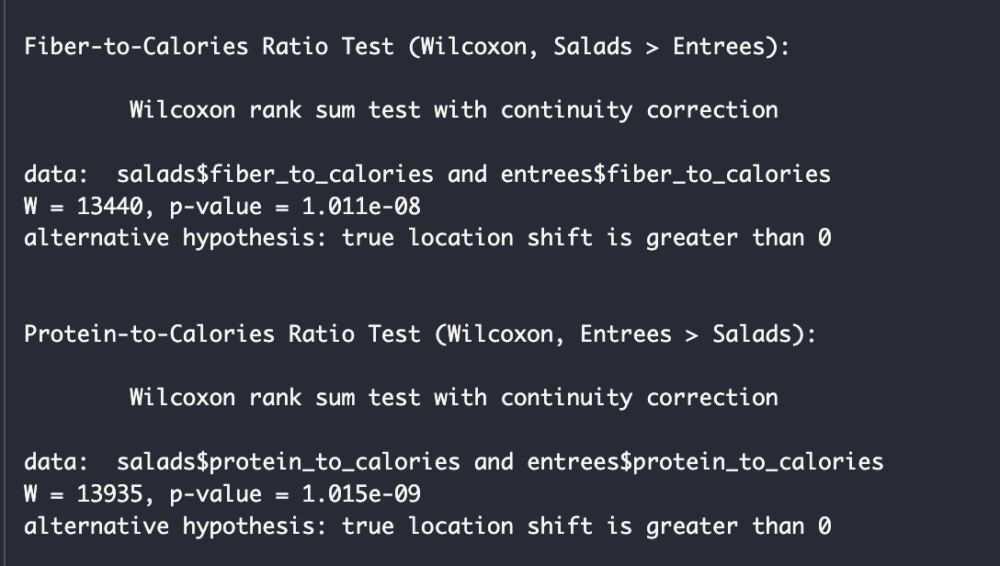 Fiber-to-Calories Ratio Test (Wilcoxon, Salads > Entrees):
Wilcoxon rank sum test with continuity correction
data:  salads$fiber_to_calories and entrees$fiber_to_calories
W = 13440, p-value = 1.011e-08
alternative hypothesis: true location shift is greater than 0
Protein-to-Calories Ratio Test (Wilcoxon, Entrees > Salads):
Wilcoxon rank sum test with continuity correction
data:  salads$protein_to_calories and entrees$protein_to_calories
W = 13935, p-value = 1.015e-09
alternative hypothesis: true location shift is greater than 0